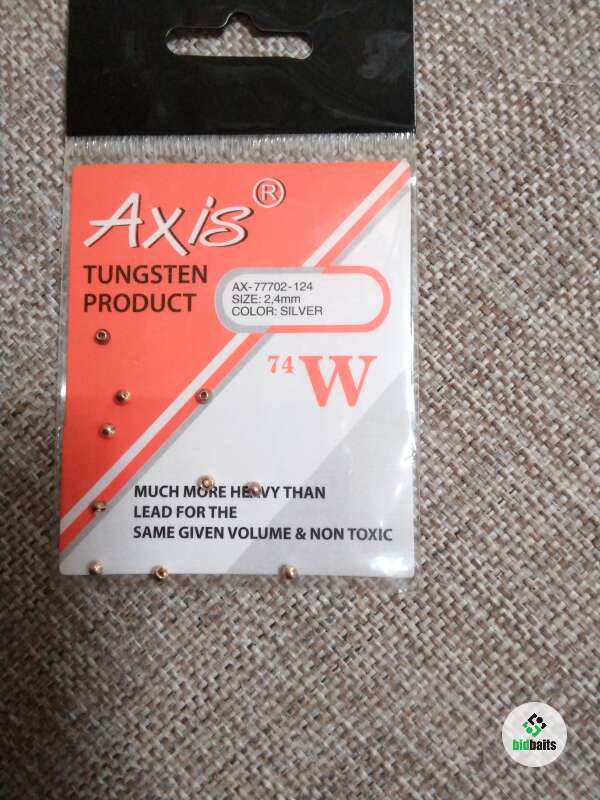 Axis®
TUNGSTEN
PRODUCT
AX-77702-124
SIZE: 2,4mm
COLOR: SILVER
74 W
MUCH MORE HEAVY THAN
LEAD FOR THE
SAME GIVEN VOLUME & NON TOXIC
bidbaits